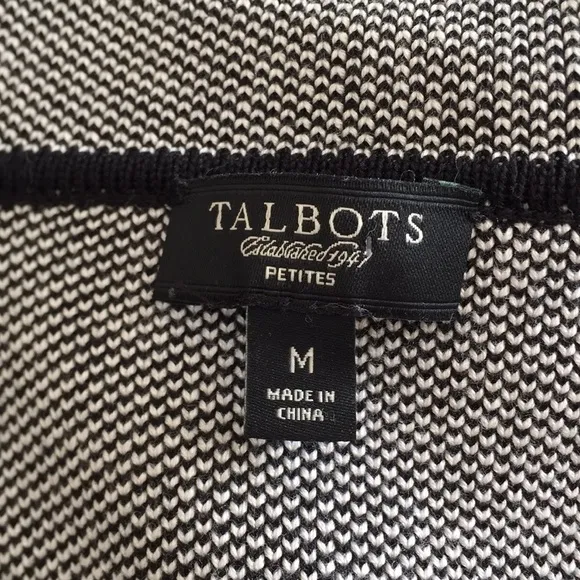 TALBOTS
Established 1947
PETITES
M
MADE IN
CHINA